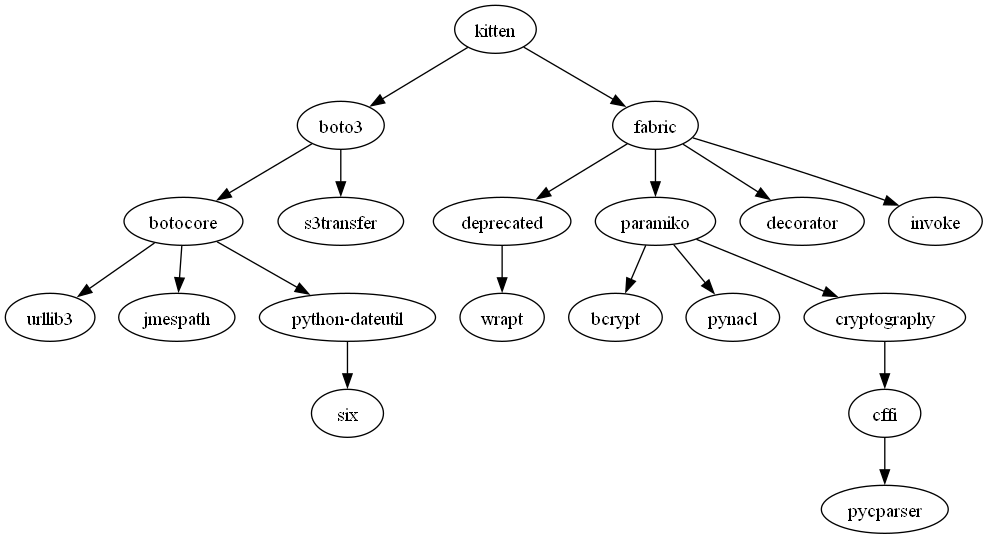 kitten
boto3
fabric
botocore
s3transfer
deprecated
paramiko
decorator
invoke
urllib3
jmespath
python-dateutil
wrapt
bcrypt
pynacl
cryptography
six
cffi
pycparser